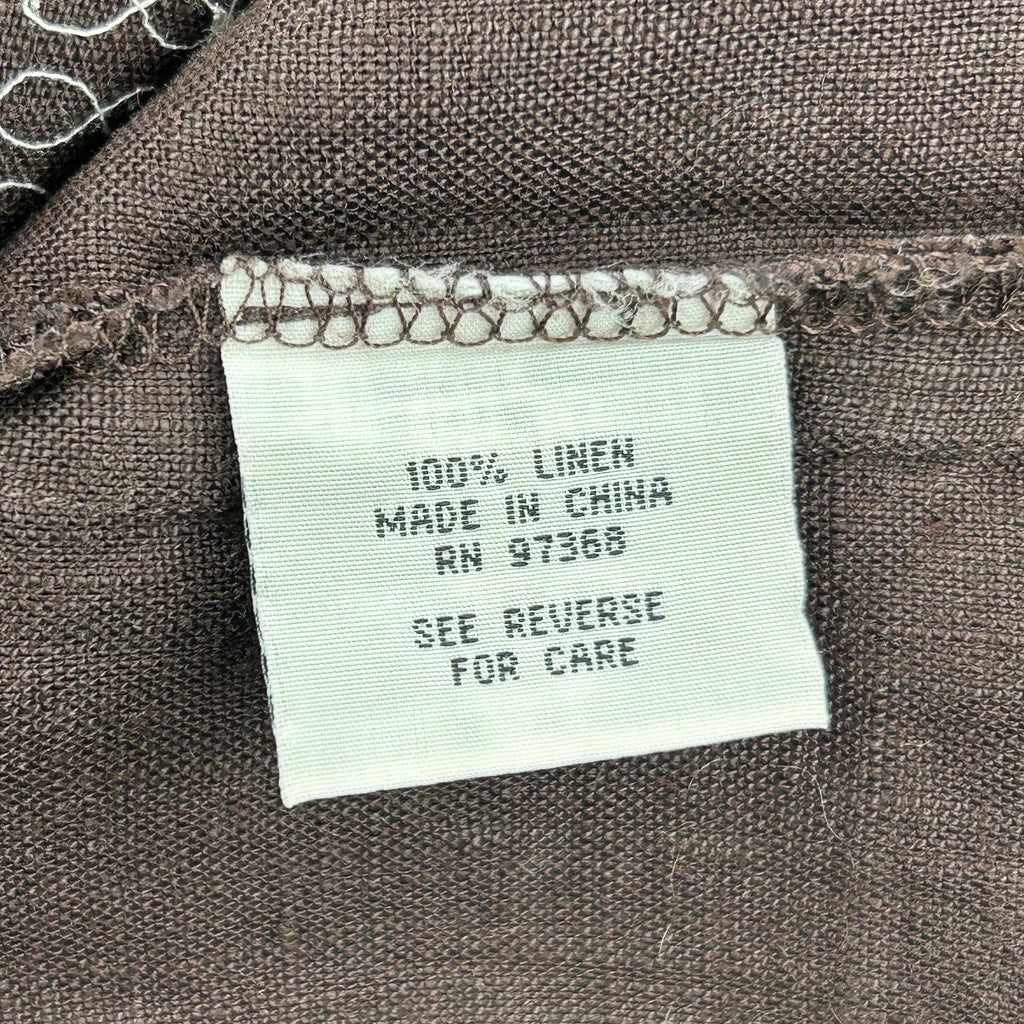 100% LINEN
MADE IN CHINA
RN 97368
SEE REVERSE
FOR CARE